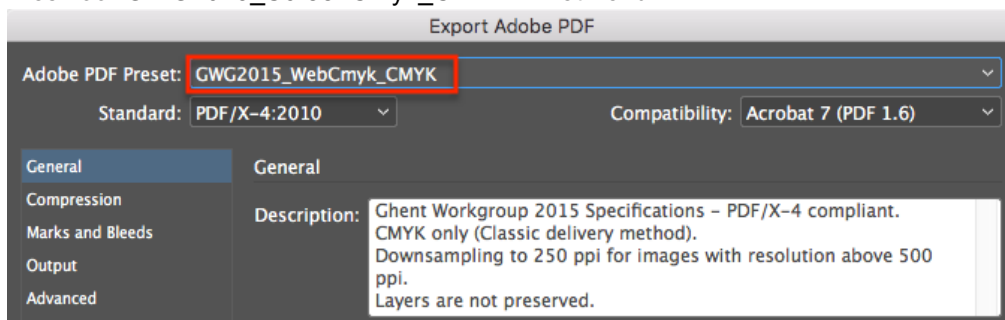 Export Adobe PDF
Adobe PDF Preset: GWG2015_WebCmyk_CMYK
Standard: PDF/X-4:2010 Compatibility: Acrobat 7 (PDF 1.6)
General General
Compression
Description: Ghent Workgroup 2015 Specifications – PDF/X-4 compliant.
Marks and Bleeds CMYK only (Classic delivery method).
Output Downsampling to 250 ppi for images with resolution above 500
ppi.
Advanced Layers are not preserved.